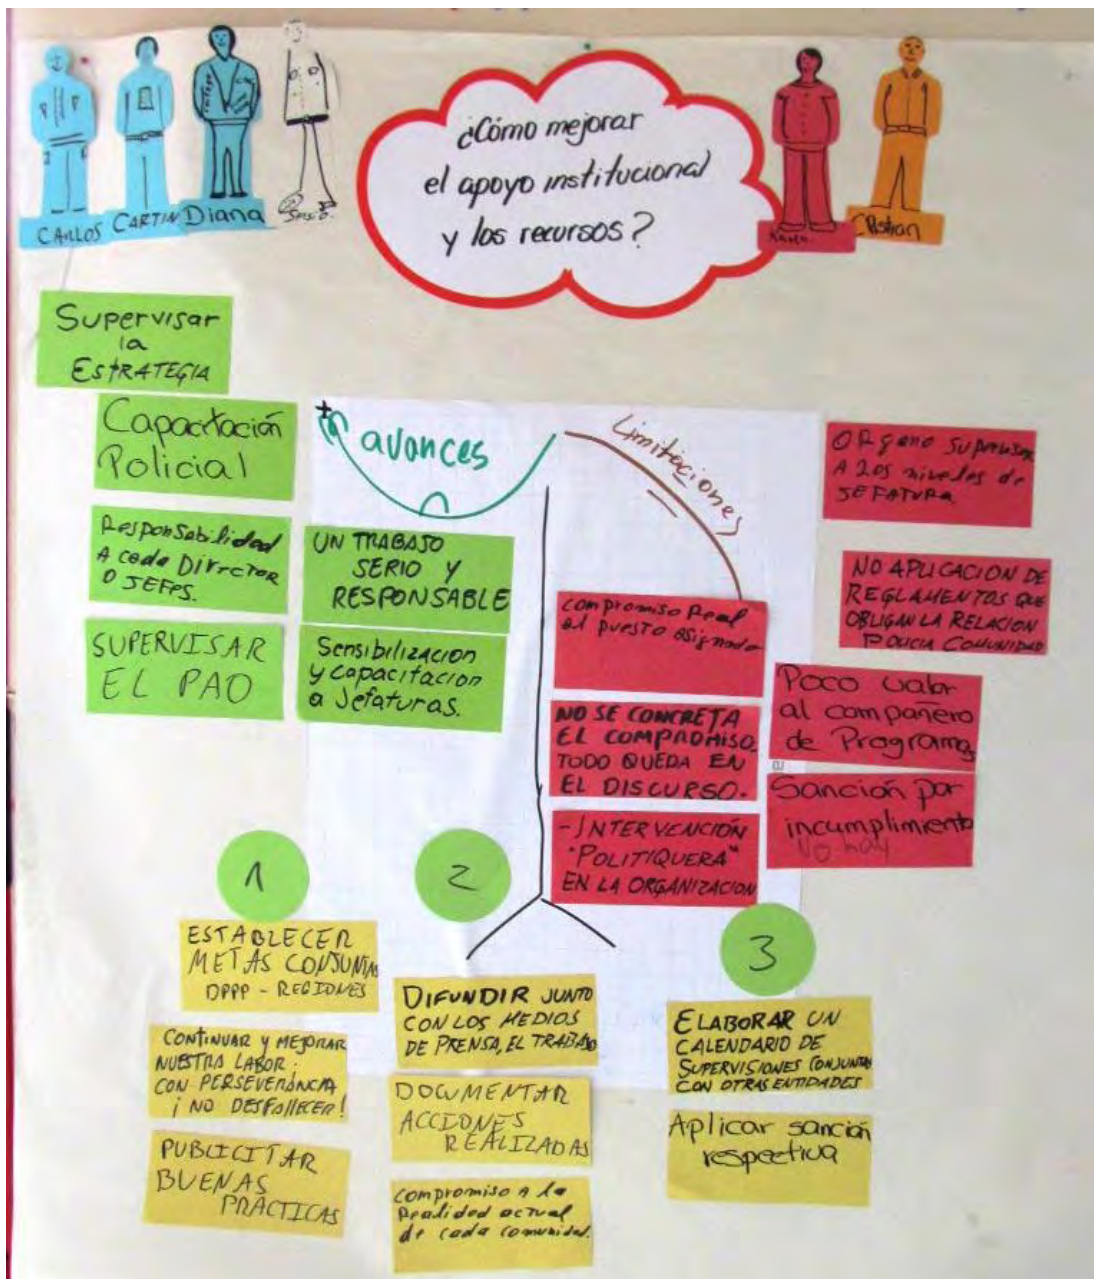 CARLOS
CARTIN
Diana
¿Cómo mejorar
el apoyo institucional
y los recursos?
Cristian
Supervisar
la
ESTRATEGIA
Capacitación
Policial
Responsabilidad
A cada Director
O JEFES.
SUPERVISAR
EL PAO
+ avances
UN TRABAJO
SERIO Y
RESPONSABLE
Sensibilizacion
y capacitacion
a Jefaturas.
Limitaciones
Compromiso Real
al puesto asignado
NO SE CONCRETA
EL COMPROMISO.
TODO QUEDA EN
EL DISCURSO.
- INTERVENCIÓN
"POLITIQUERA"
EN LA ORGANIZACION
ORgano Supervisor
A los niveles de
JEFATURA
NO APLICACION DE
REGLAMENTOS QUE
OBLIGAN LA RELACION
POLICIA COMUNIDAD
Poco valor
al compañero
de Programas
Sanción por
incumplimiento
No hay
1
ESTABLECER
METAS CONJUNTAS
DPPP - REGIONES
CONTINUAR Y MEJORAR
NUESTRA LABOR;
CON PERSEVERANCIA
¡NO DESFALLECER!
PUBLICITAR
BUENAS
PRÁCTICAS
2
DIFUNDIR JUNTO
CON LOS MEDIOS
DE PRENSA, EL TRABAJO
DOCUMENTAR
ACCIONES
REALIZADAS
Compromiso a la
Realidad actual
de cada comunidad.
3
ELABORAR UN
CALENDARIO DE
SUPERVISIONES CONJUNTAS
CON OTRAS ENTIDADES
Aplicar sanción
respectiva